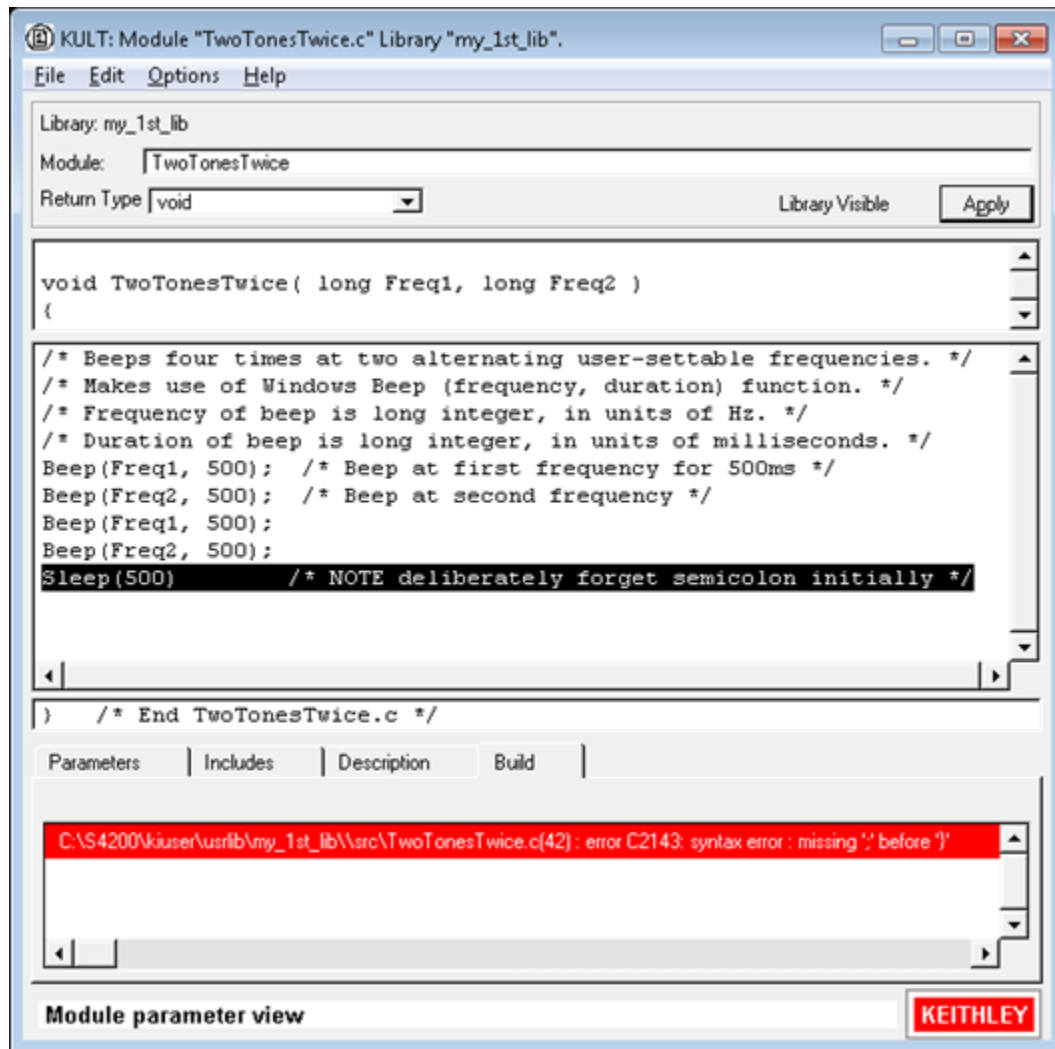 KULT: Module "TwoTonesTwice.c" Library "my_1st_lib".
File Edit Options Help
Library: my_1st_lib
Module: TwoTonesTwice
Return Type void Library Visible Apply
void TwoTonesTwice( long Freq1, long Freq2 )
{
/* Beeps four times at two alternating user-settable frequencies. */
/* Makes use of Windows Beep (frequency, duration) function. */
/* Frequency of beep is long integer, in units of Hz. */
/* Duration of beep is long integer, in units of milliseconds. */
Beep(Freq1, 500); /* Beep at first frequency for 500ms */
Beep(Freq2, 500); /* Beep at second frequency */
Beep(Freq1, 500);
Beep(Freq2, 500);
Sleep(500) /* NOTE deliberately forget semicolon initially */
} /* End TwoTonesTwice.c */
Parameters Includes Description Build
C:\S4200\kiuser\usrlib\my_1st_lib\\src\TwoTonesTwice.c(42) : error C2143: syntax error : missing ';' before '}'
Module parameter view
KEITHLEY